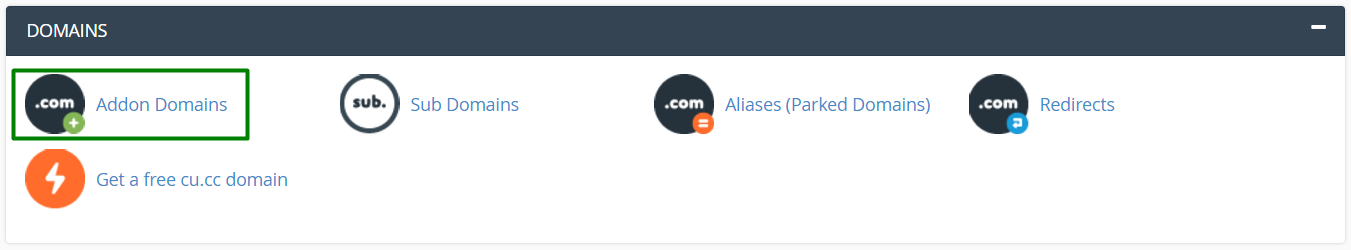 DOMAINS
.com Addon Domains
sub. Sub Domains
.com Aliases (Parked Domains)
.com Redirects
Get a free cu.cc domain